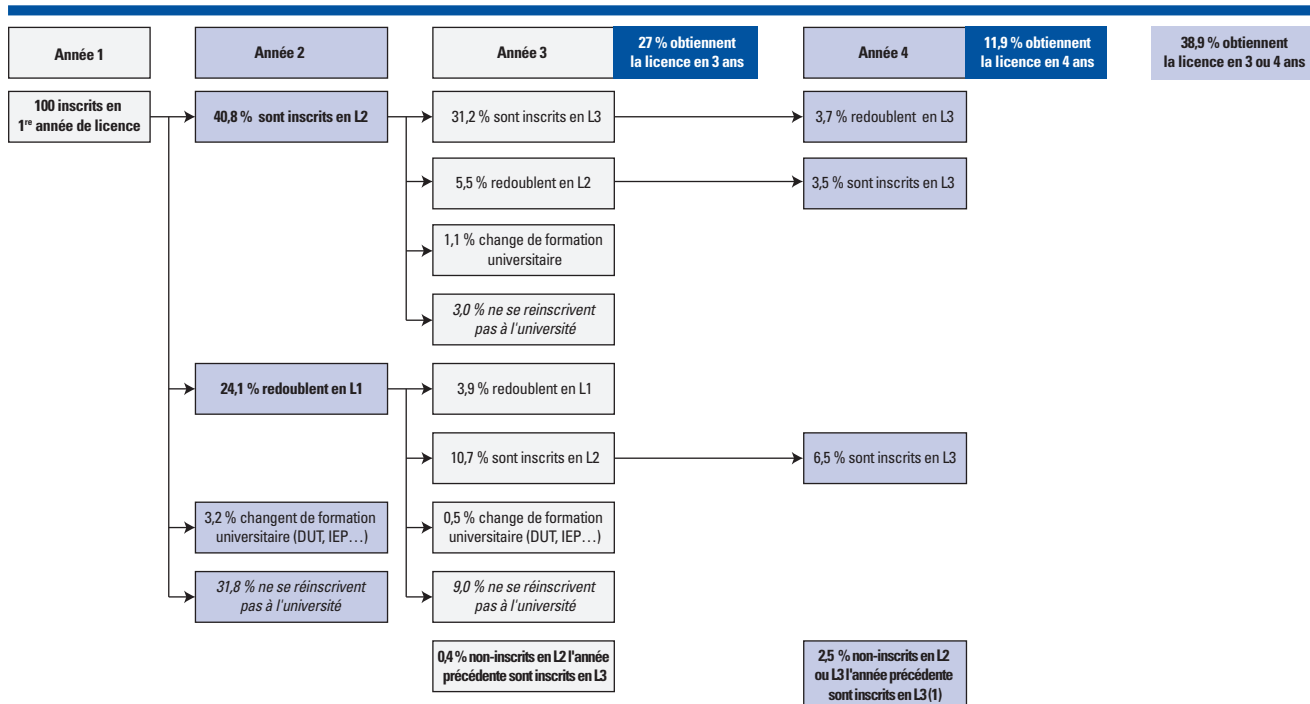 Année 1
Année 2
Année 3
27 % obtiennent
la licence en 3 ans
Année 4
11,9 % obtiennent
la licence en 4 ans
38,9 % obtiennent
la licence en 3 ou 4 ans
100 inscrits en
1re année de licence
40,8 % sont inscrits en L2
31,2 % sont inscrits en L3
3,7 % redoublent en L3
5,5 % redoublent en L2
3,5 % sont inscrits en L3
1,1 % change de formation
universitaire
3,0 % ne se reinscrivent
pas à l'université
24,1 % redoublent en L1
3,9 % redoublent en L1
10,7 % sont inscrits en L2
6,5 % sont inscrits en L3
3,2 % changent de formation
universitaire (DUT, IEP…)
0,5 % change de formation
universitaire (DUT, IEP…)
31,8 % ne se réinscrivent
pas à l'université
9,0 % ne se réinscrivent
pas à l'université
0,4 % non-inscrits en L2 l'année
précédente sont inscrits en L3
2,5 % non-inscrits en L2
ou L3 l'année précédente
sont inscrits en L3 (1)